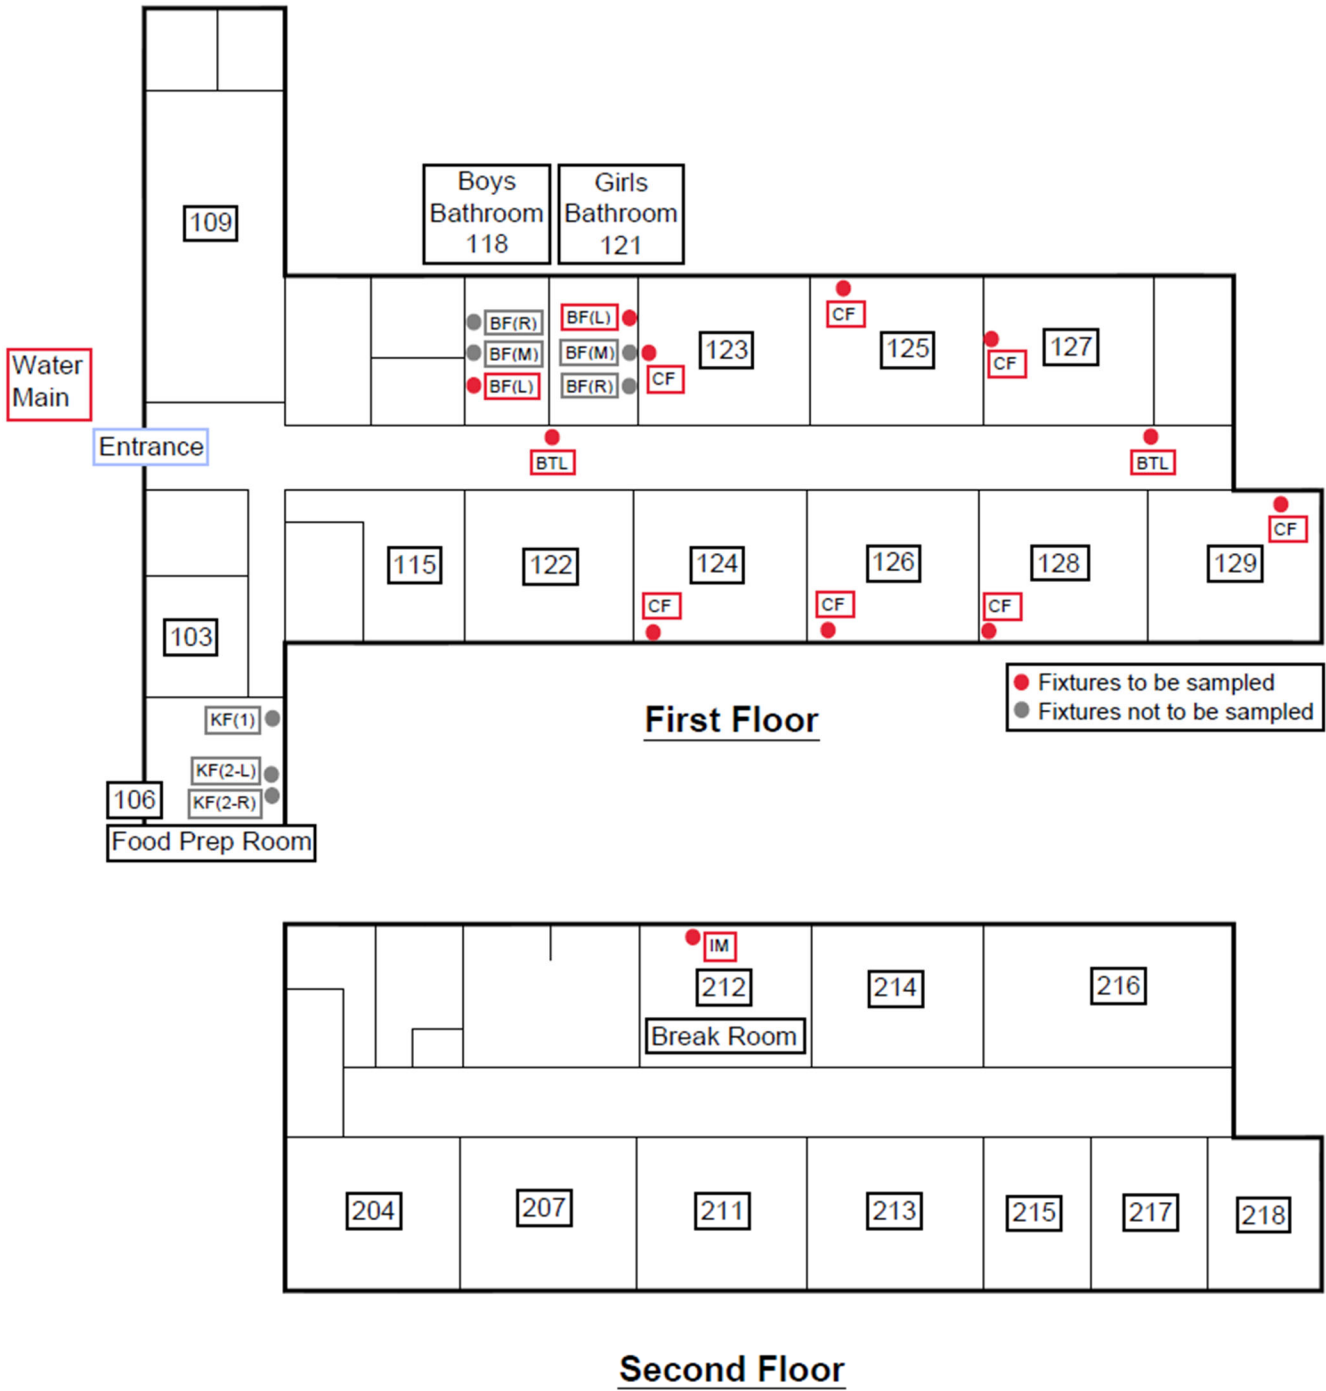 Boys
Bathroom
118
Girls
Bathroom
121
109
BF(R)
BF(M)
BF(L)
BF(L)
BF(M)
BF(R)
123
CF
CF
125
127
CF
Water
Main
Entrance
BTL
BTL
115
122
124
CF
126
CF
128
CF
129
CF
103
KF(1)
KF(2-L)
KF(2-R)
106
Food Prep Room
First Floor
Fixtures to be sampled
Fixtures not to be sampled
IM
212
Break Room
214
216
204
207
211
213
215
217
218
Second Floor